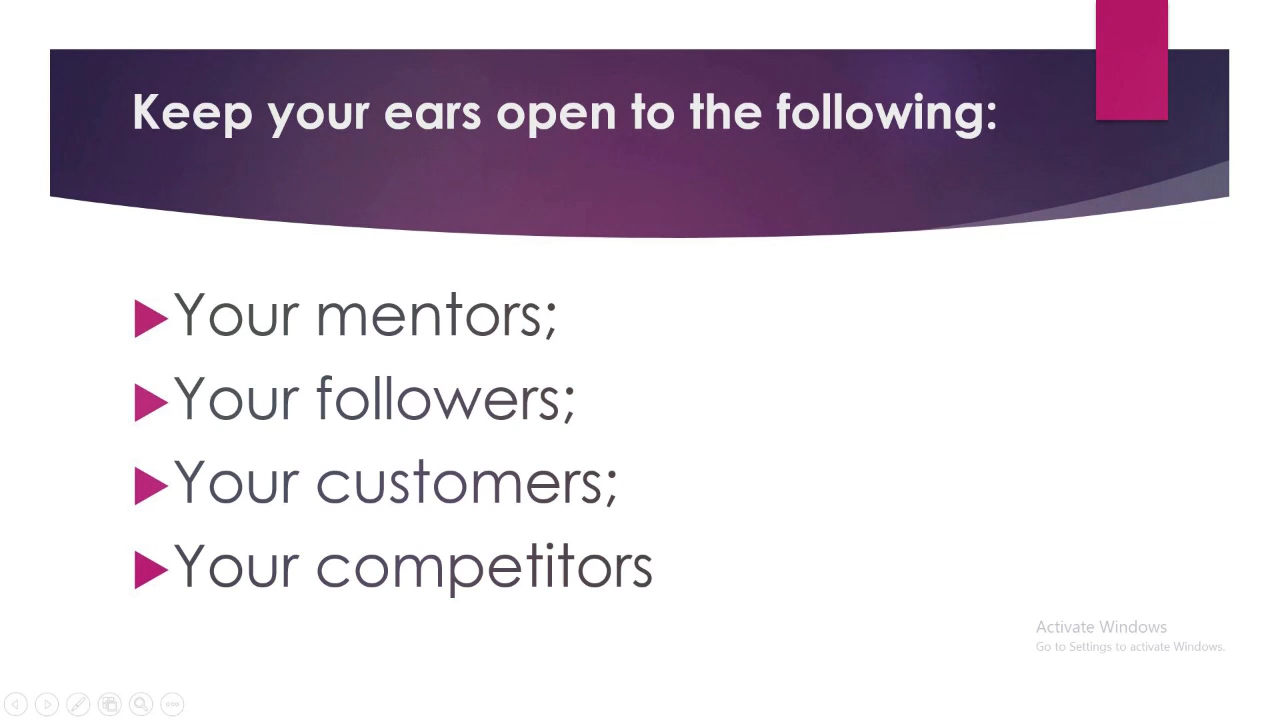 Keep your ears open to the following:
Your mentors;
Your followers;
Your customers;
Your competitors
Activate Windows
Go to Settings to activate Windows.